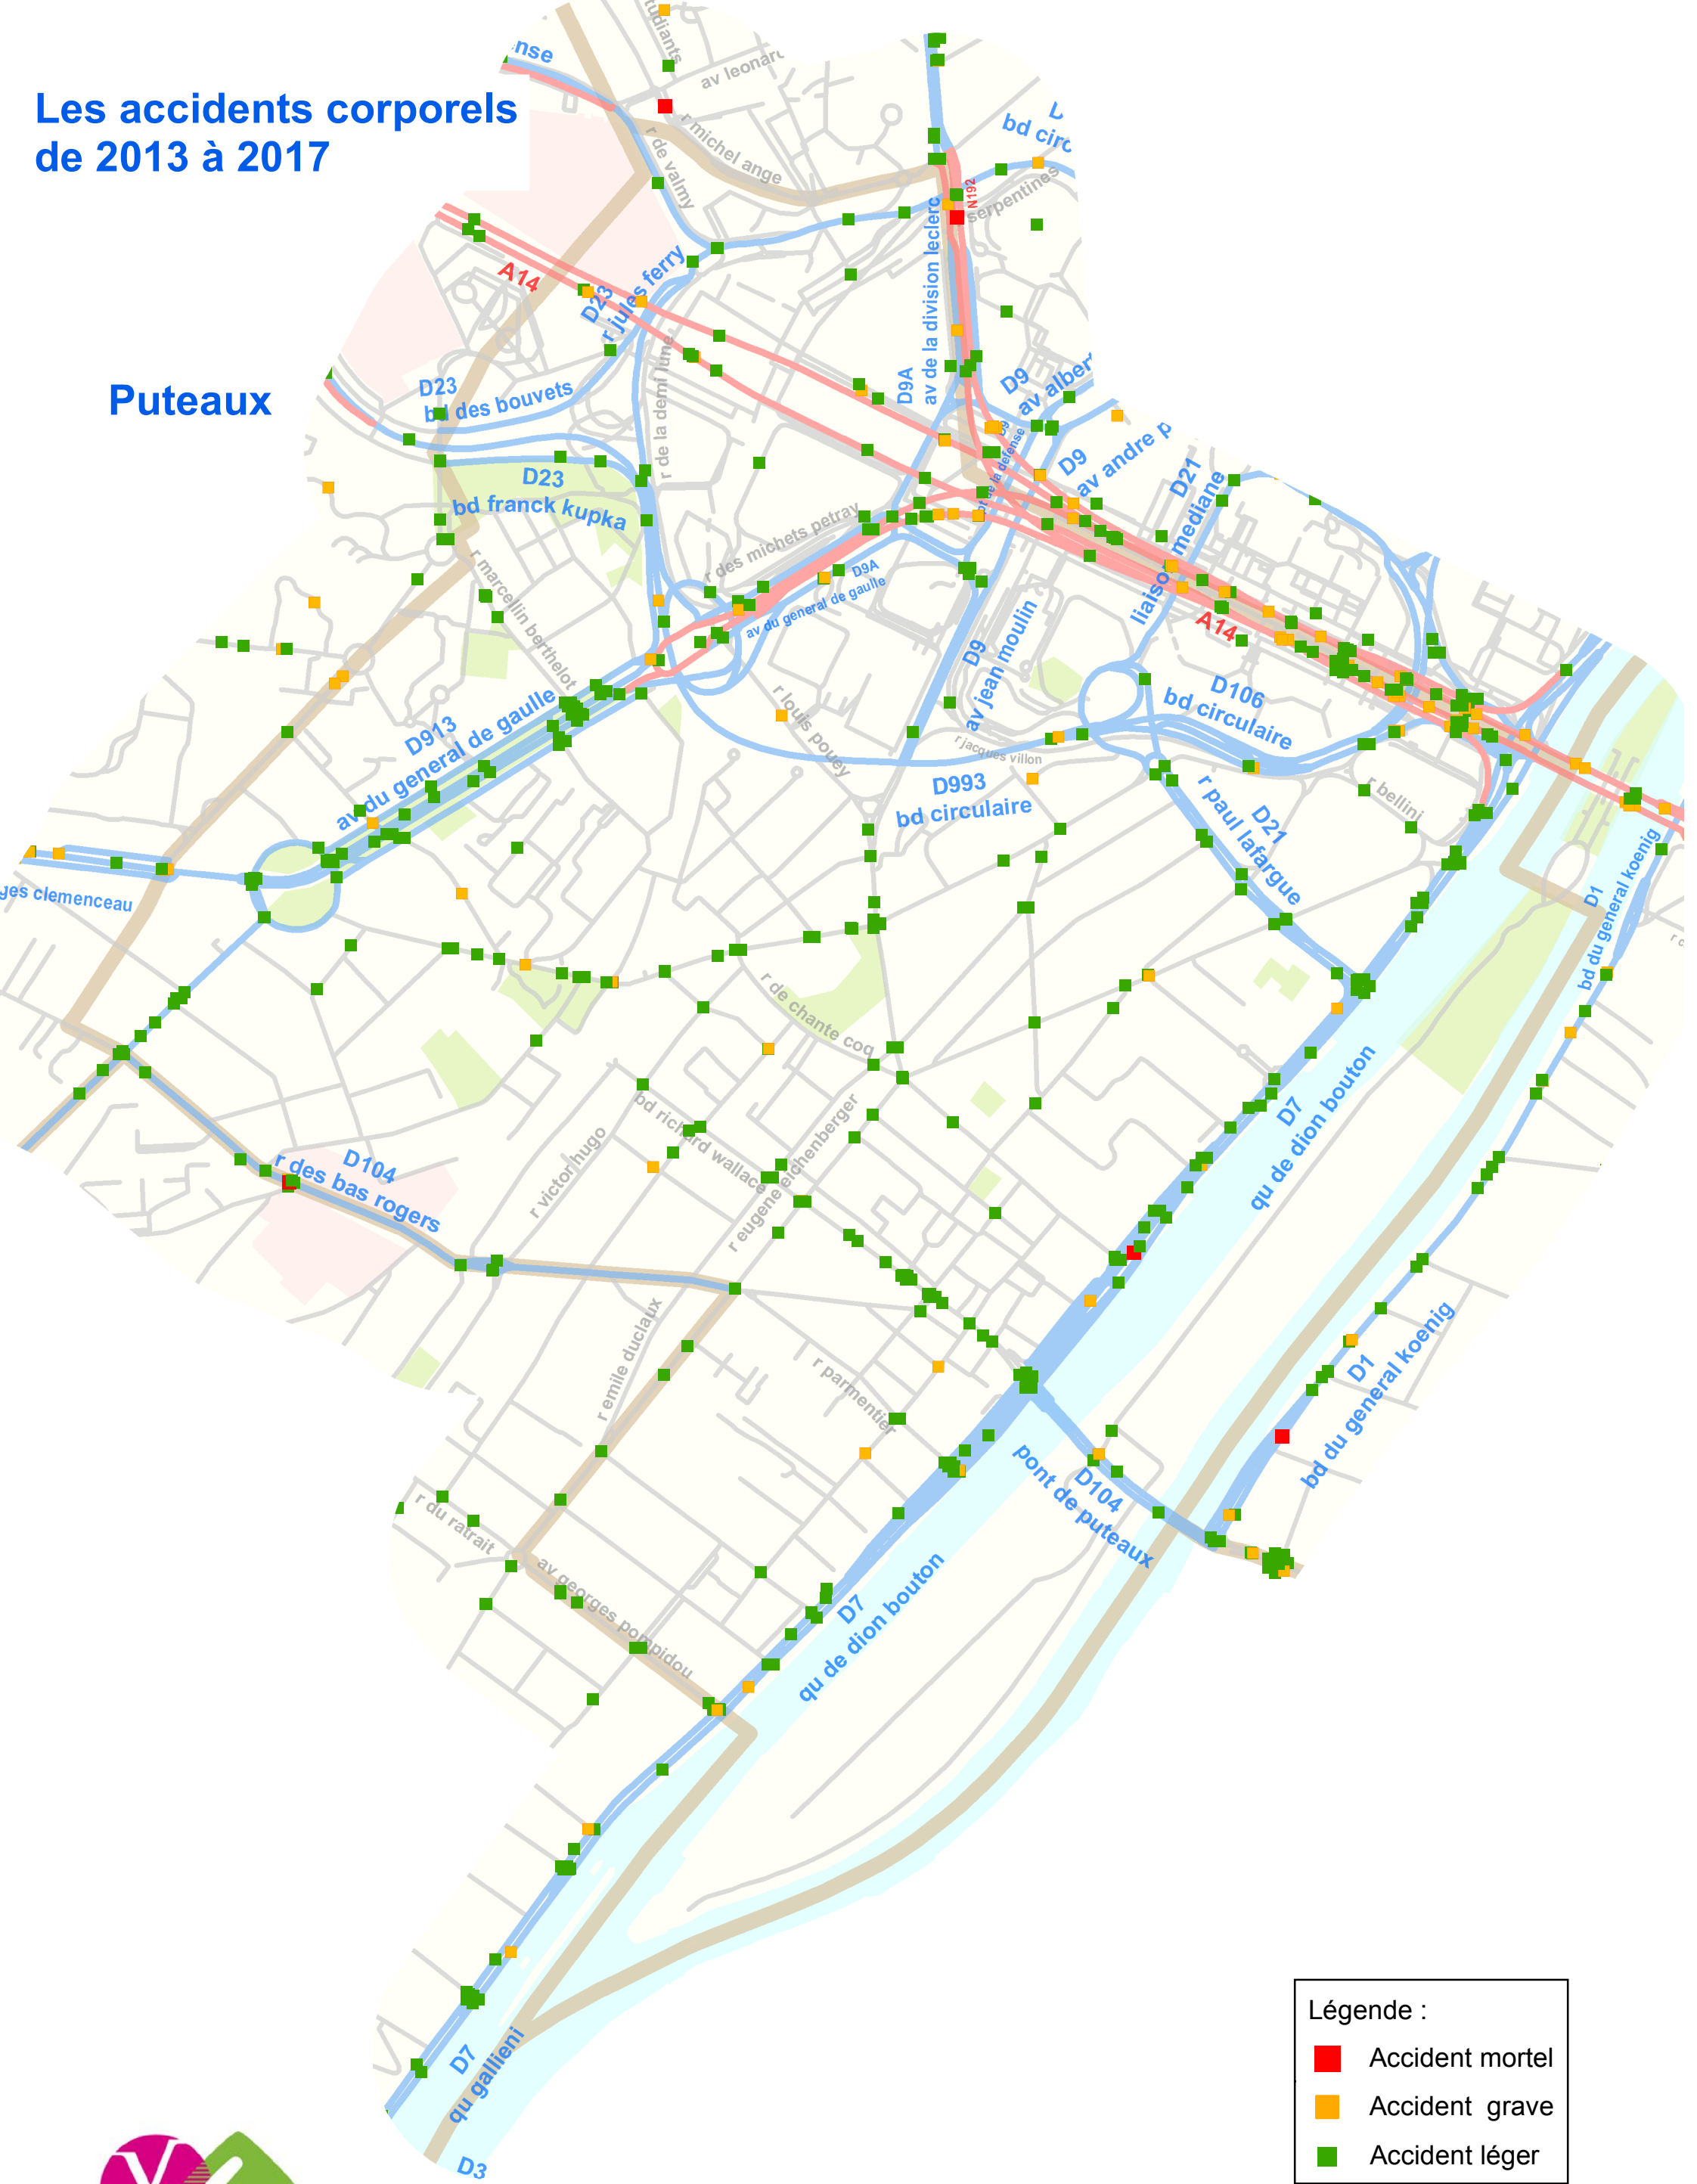 Les accidents corporels
de 2013 à 2017
Puteaux
av leonard
r michel ange
r de valmy
bd circ
N192
serpentines
A14
D23
r jules ferry
D9A
av de la division leclerc
r de la demi lune
D23
bd des bouvets
D9
av albert
D9
D9
av andre p
D21
liaison mediane
D23
bd franck kupka
r des michets petray
r marcellin berthelot
D9A
av du general de gaulle
D9
av jean moulin
A14
D106
bd circulaire
D913
av du general de gaulle
r louis pouey
r jacques villon
D993
bd circulaire
r bellini
D21
r paul lafargue
D1
bd du general koenig
ges clemenceau
r de chante coq
D7
qu de dion bouton
bd richard wallace
r eugene eichenberger
r victor hugo
D104
r des bas rogers
r emile duclaux
r parmentier
D1
bd du general koenig
D104
pont de puteaux
r du ratrait
av georges pompidou
D7
qu de dion bouton
D7
qu gallieni
D3
Légende :
Accident mortel
Accident grave
Accident léger